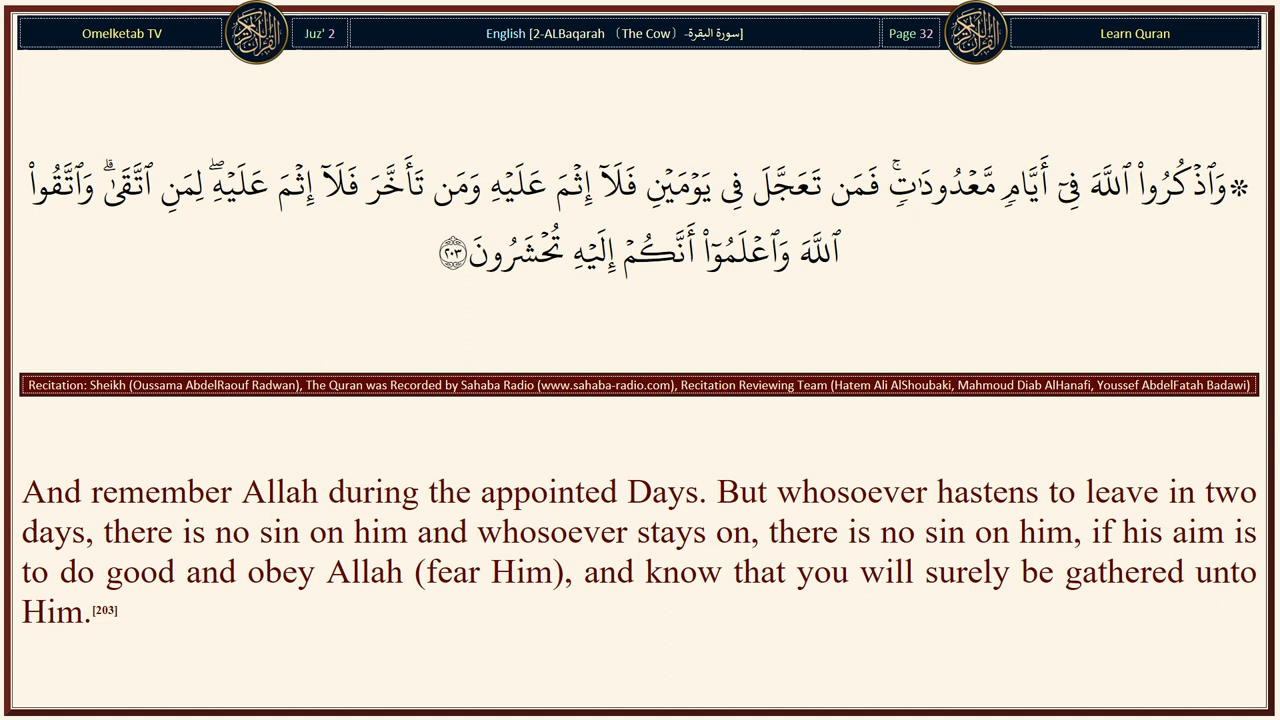 Omelketab TV
Juz' 2
English [2-ALBaqarah 〔The Cow〕 -سورة البقرة]
Page 32
Learn Quran
۞ وَٱذْكُرُوا۟ ٱللَّهَ فِىٓ أَيَّامٍ مَّعْدُودَٰتٍ ۚ فَمَن تَعَجَّلَ فِى يَوْمَيْنِ فَلَآ إِثْمَ عَلَيْهِ وَمَن تَأَخَّرَ فَلَآ إِثْمَ عَلَيْهِ ۖ لِمَنِ ٱتَّقَىٰ ۗ وَٱتَّقُوا۟
ٱللَّهَ وَٱعْلَمُوٓا۟ أَنَّكُمْ إِلَيْهِ تُحْشَرُونَ ٢٠٣
Recitation: Sheikh (Oussama AbdelRaouf Radwan), The Quran was Recorded by Sahaba Radio (www.sahaba-radio.com), Recitation Reviewing Team (Hatem Ali AlShoubaki, Mahmoud Diab AlHanafi, Youssef AbdelFatah Badawi)
And remember Allah during the appointed Days. But whosoever hastens to leave in two
days, there is no sin on him and whosoever stays on, there is no sin on him, if his aim is
to do good and obey Allah (fear Him), and know that you will surely be gathered unto
Him.[203]